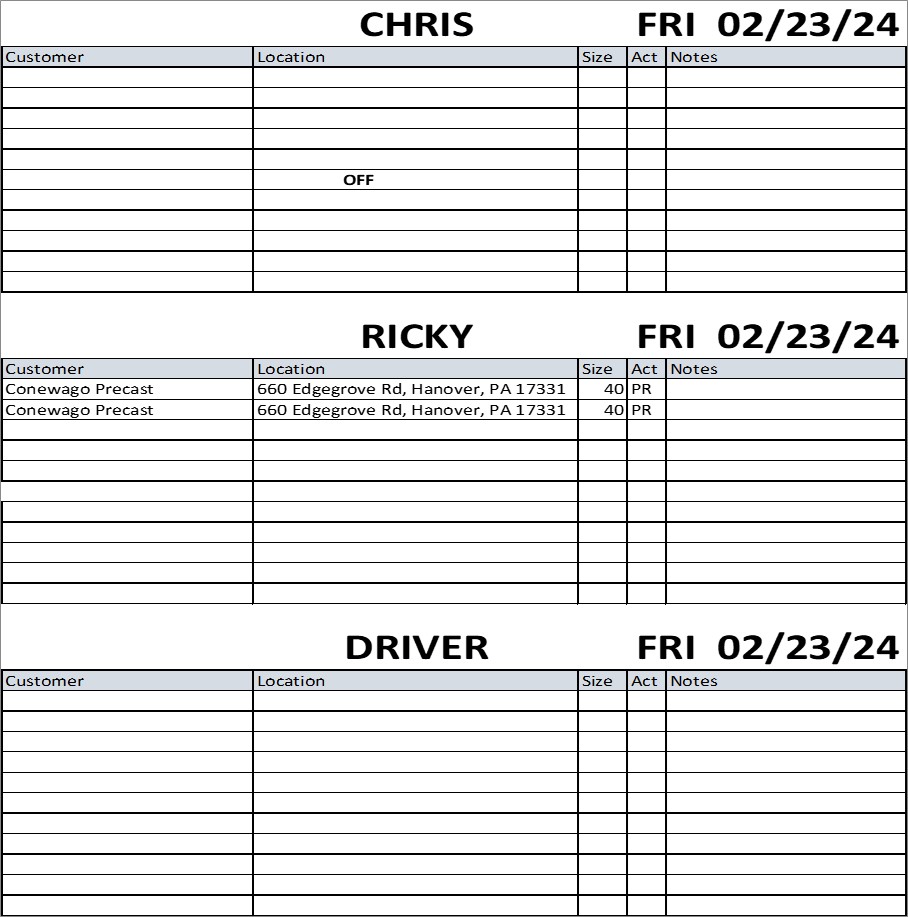 CHRIS FRI 02/23/24
Customer Location Size Act Notes
OFF
RICKY FRI 02/23/24
Customer Location Size Act Notes
Conewago Precast 660 Edgegrove Rd, Hanover, PA 17331 40 PR
Conewago Precast 660 Edgegrove Rd, Hanover, PA 17331 40 PR
DRIVER FRI 02/23/24
Customer Location Size Act Notes